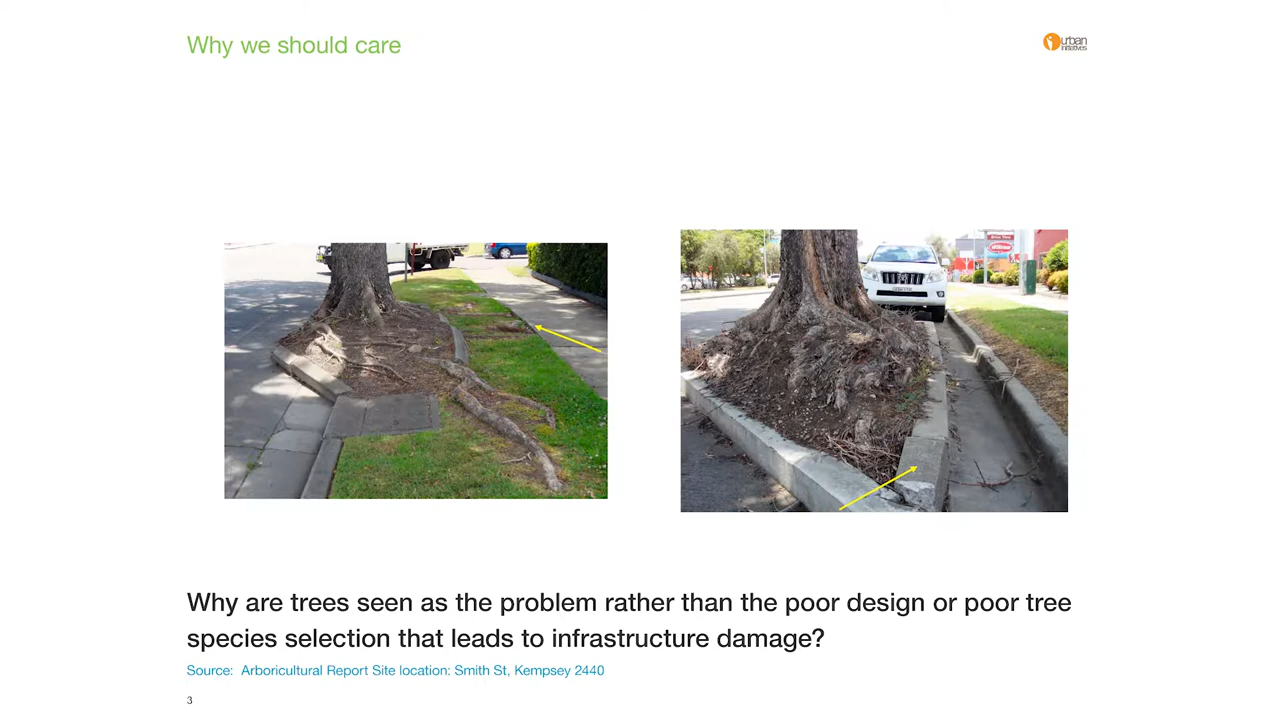 Why we should care
urban
initiatives
Why are trees seen as the problem rather than the poor design or poor tree
species selection that leads to infrastructure damage?
Source: Arboricultural Report Site location: Smith St, Kempsey 2440
3